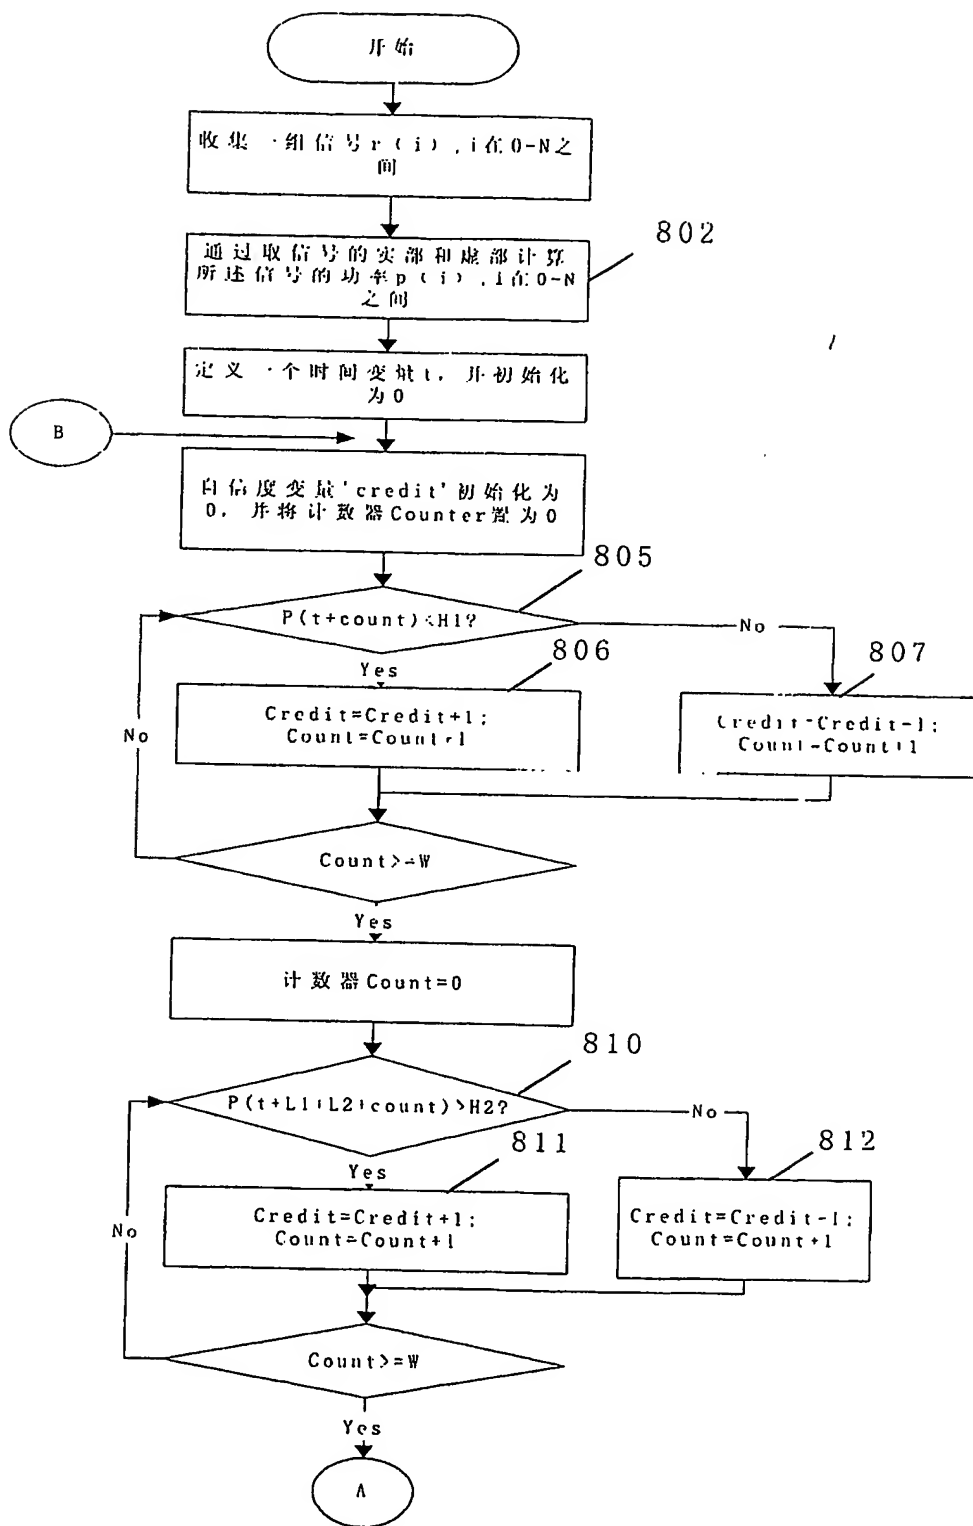 开始
收集一组信号r(i),i在0-N之
间
802
通过取信号的实部和虚部计算
所述信号的功率p(i),i在0-N
之间
定义一个时间变量t,并初始化
为0
B
自信度变量'credit'初始化为
0,并将计数器Counter置为0
805
P(t+count)<H1?
No
806
807
Yes
Credit=Credit+1;
Count=Count+1
Credit=Credit-1;
Count=Count+1
No
Count>=W
Yes
计数器Count=0
810
P(t+L1+L2+count)>H2?
No
811
812
Yes
Credit=Credit+1;
Count=Count+1
Credit=Credit-1;
Count=Count+1
No
Count>=W
Yes
A